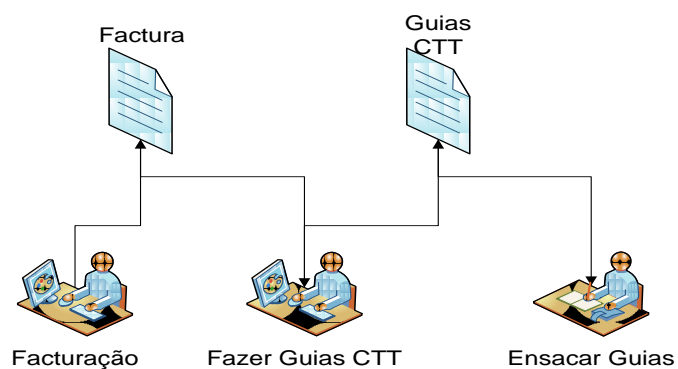 Factura
Guias
CTT
Facturação
Fazer Guias CTT
Ensacar Guias